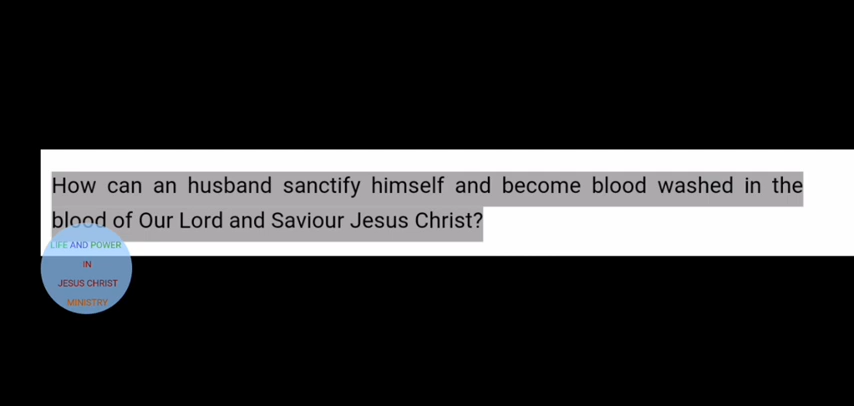 How can an husband sanctify himself and become blood washed in the
blood of Our Lord and Saviour Jesus Christ?
LIFE AND POWER
IN
JESUS CHRIST
MINISTRY